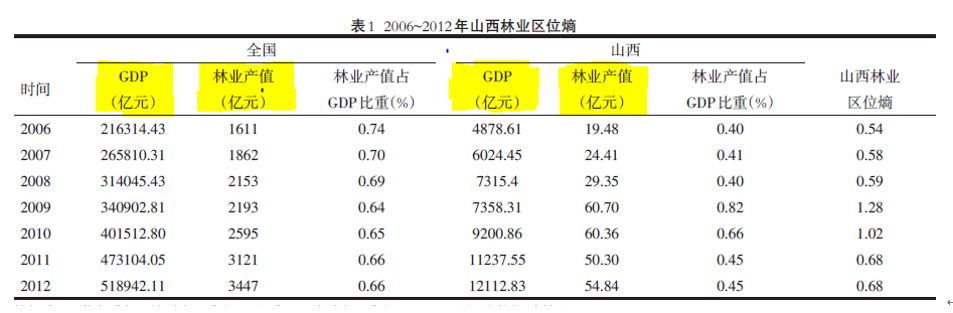 表1 2006~2012年山西林业区位熵
全国 山西
时间 GDP（亿元） 林业产值（亿元） 林业产值占GDP比重(%) GDP（亿元） 林业产值（亿元） 林业产值占GDP比重(%) 山西林业区位熵
2006 216314.43 1611 0.74 4878.61 19.48 0.40 0.54
2007 265810.31 1862 0.70 6024.45 24.41 0.41 0.58
2008 314045.43 2153 0.69 7315.4 29.35 0.40 0.59
2009 340902.81 2193 0.64 7358.31 60.70 0.82 1.28
2010 401512.80 2595 0.65 9200.86 60.36 0.66 1.02
2011 473104.05 3121 0.66 11237.55 50.30 0.45 0.68
2012 518942.11 3447 0.66 12112.83 54.84 0.45 0.68